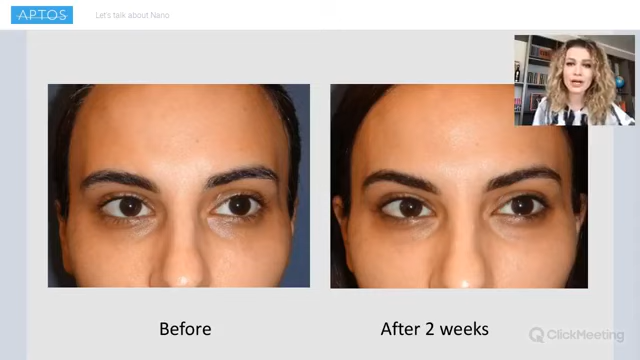 APTOS
Let's talk about Nano
Before
After 2 weeks
ClickMeeting